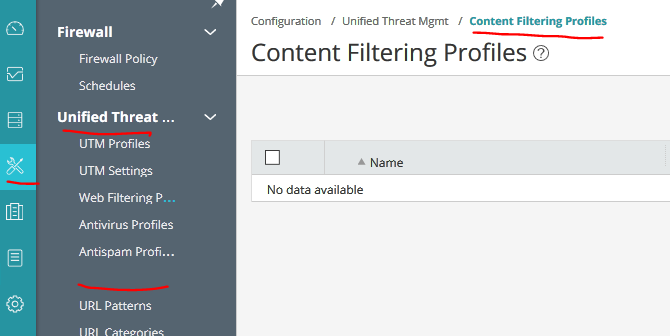 Firewall
Firewall Policy
Schedules
Unified Threat ...
UTM Profiles
UTM Settings
Web Filtering P...
Antivirus Profiles
Antispam Profi...
URL Patterns
URL Categories
Configuration / Unified Threat Mgmt / Content Filtering Profiles
Content Filtering Profiles ?
Name
No data available